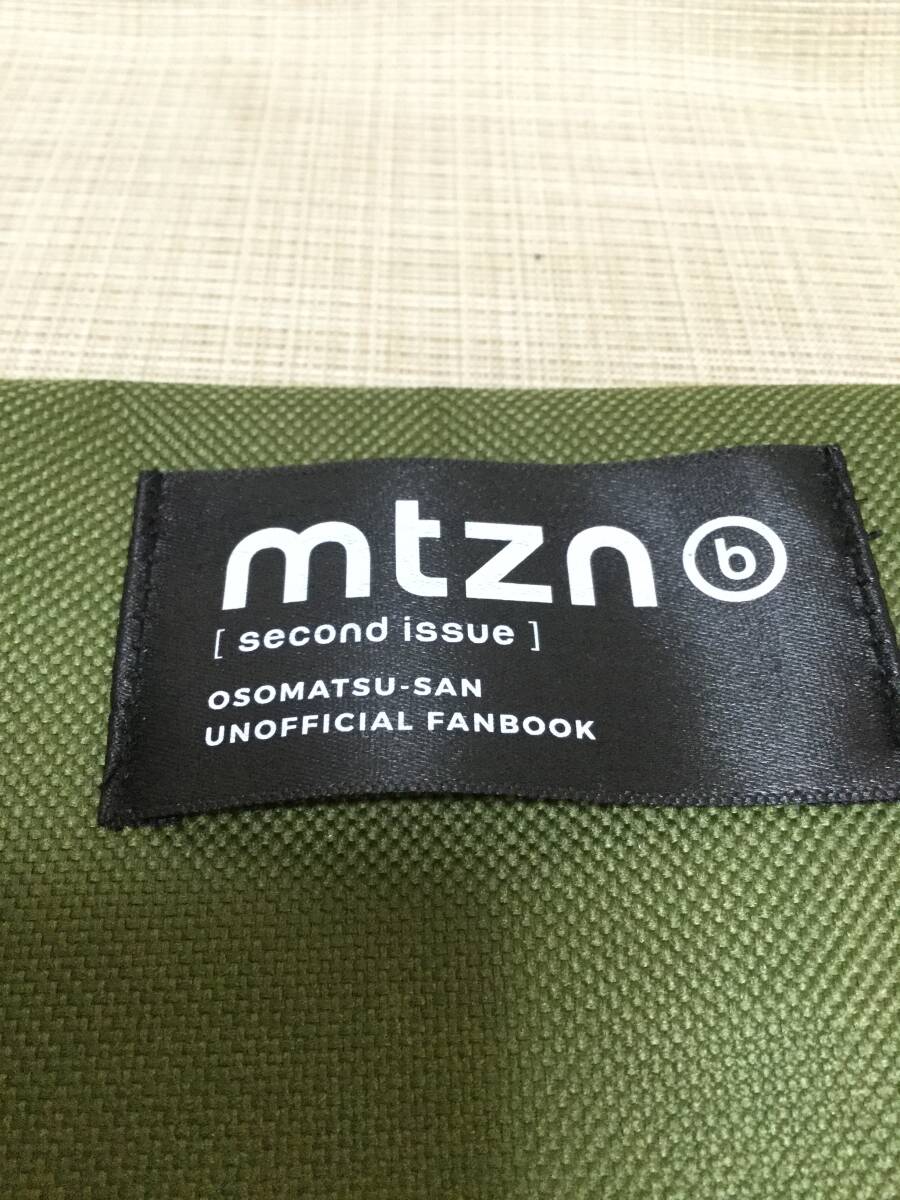 mtzn ⓑ
[ second issue ]
OSOMATSU-SAN
UNOFFICIAL FANBOOK